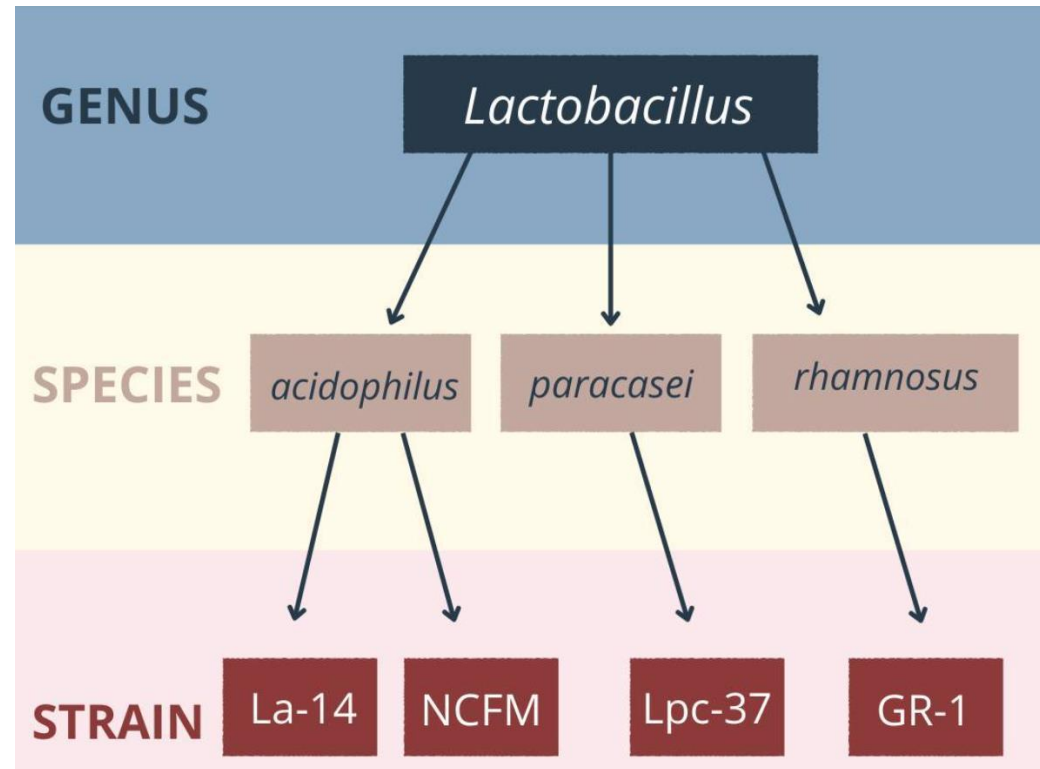 GENUS
Lactobacillus
SPECIES
acidophilus
paracasei
rhamnosus
STRAIN
La-14
NCFM
Lpc-37
GR-1